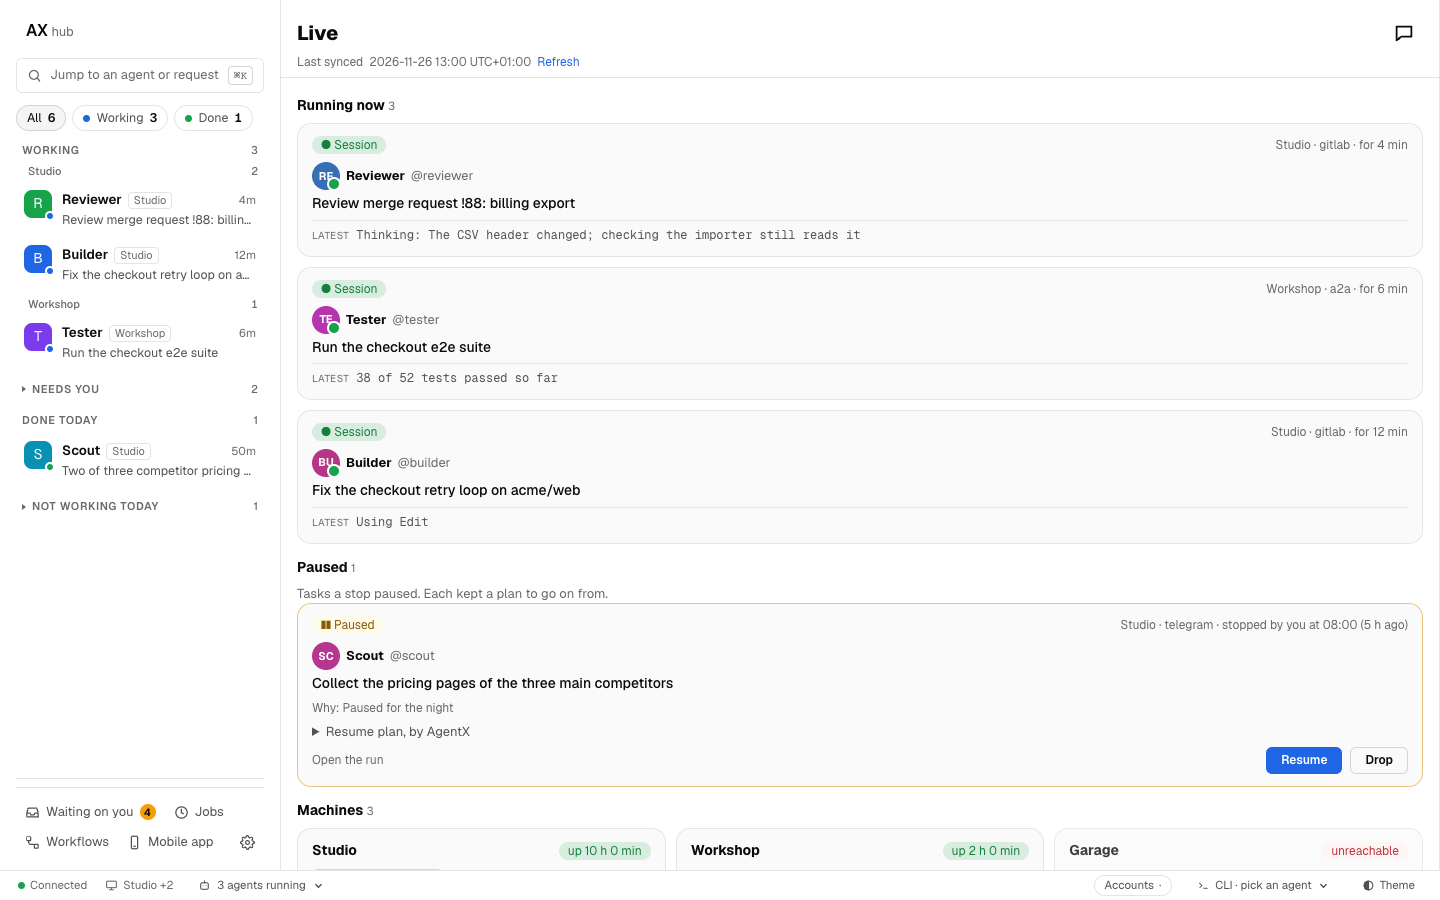 AX hub
Jump to an agent or request ⌘K
All 6
Working 3
Done 1
WORKING 3
Studio 2
R
Reviewer Studio 4m
Review merge request !88: billin…
B
Builder Studio 12m
Fix the checkout retry loop on a…
Workshop 1
T
Tester Workshop 6m
Run the checkout e2e suite
NEEDS YOU 2
DONE TODAY 1
S
Scout Studio 50m
Two of three competitor pricing …
NOT WORKING TODAY 1
Waiting on you 4
Jobs
Workflows
Mobile app
Live
Last synced 2026-11-26 13:00 UTC+01:00 Refresh
Running now 3
Session
Studio · gitlab · for 4 min
RE
Reviewer @reviewer
Review merge request !88: billing export
LATEST Thinking: The CSV header changed; checking the importer still reads it
Session
Workshop · a2a · for 6 min
TE
Tester @tester
Run the checkout e2e suite
LATEST 38 of 52 tests passed so far
Session
Studio · gitlab · for 12 min
BU
Builder @builder
Fix the checkout retry loop on acme/web
LATEST Using Edit
Paused 1
Tasks a stop paused. Each kept a plan to go on from.
Paused
Studio · telegram · stopped by you at 08:00 (5 h ago)
SC
Scout @scout
Collect the pricing pages of the three main competitors
Why: Paused for the night
Resume plan, by AgentX
Open the run
Resume
Drop
Machines 3
Studio up 10 h 0 min
Workshop up 2 h 0 min
Garage unreachable
Connected
Studio +2
3 agents running
Accounts ·
CLI · pick an agent
Theme